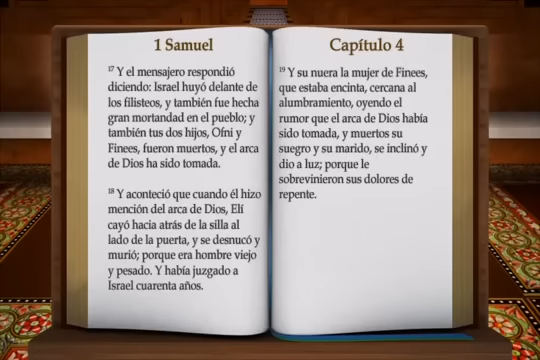 1 Samuel
17 Y el mensajero respondió
diciendo: Israel huyó delante de
los filisteos, y también fue hecha
gran mortandad en el pueblo; y
también tus dos hijos, Ofni y
Finees, fueron muertos, y el arca
de Dios ha sido tomada.
18 Y aconteció que cuando él hizo
mención del arca de Dios, Elí
cayó hacia atrás de la silla al
lado de la puerta, y se desnucó y
murió; porque era hombre viejo
y pesado. Y había juzgado a
Israel cuarenta años.
Capítulo 4
19 Y su nuera la mujer de Finees,
que estaba encinta, cercana al
alumbramiento, oyendo el
rumor que el arca de Dios había
sido tomada, y muertos su
suegro y su marido, se inclinó y
dio a luz; porque le
sobrevinieron sus dolores de
repente.